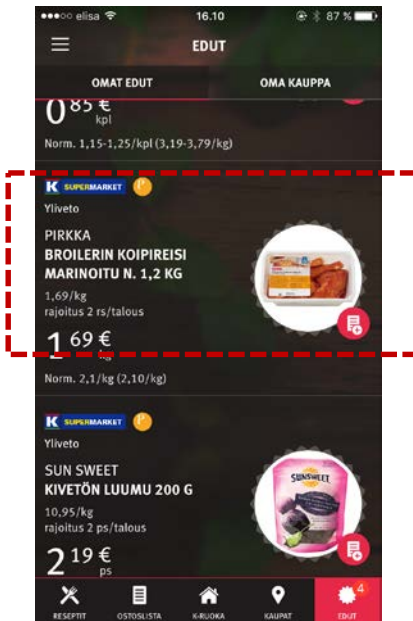 elisa 16.10 87 %
EDUT
OMAT EDUT OMA KAUPPA
0 85 €
kpl
Norm. 1,15-1,25/kpl (3,19-3,79/kg)
K SUPERMARKET P
Yliveto
PIRKKA
BROILERIN KOIPIREISI
MARINOITU N. 1,2 KG
1,69/kg
rajoitus 2 rs/talous
1 69 €
kg
Norm. 2,1/kg (2,10/kg)
K SUPERMARKET P
Yliveto
SUN SWEET
KIVETÖN LUUMU 200 G
SUNSWEET
10,95/kg
rajoitus 2 ps/talous
2 19 €
ps
4
RESEPTIT OSTOSLISTA K-RUOKA KAUPAT EDUT